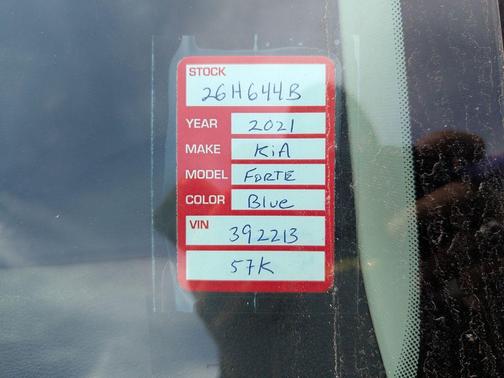 STOCK
26H644B
YEAR 2021
MAKE KiA
MODEL FORTE
COLOR Blue
VIN
392213
57K